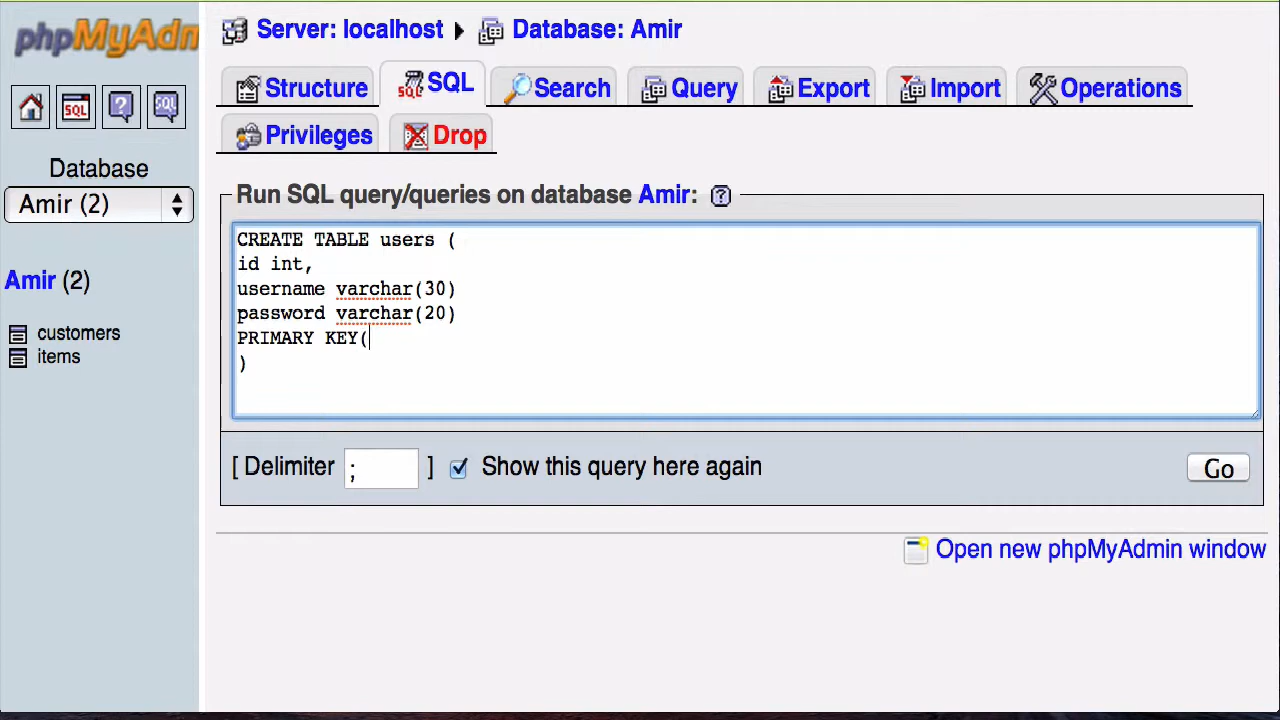 phpMyAdm
Server: localhost Database: Amir
Structure SQL Search Query Export Import Operations
Privileges Drop
SQL ? SQL
Database
Amir (2)
Amir (2)
customers
items
Run SQL query/queries on database Amir: ?
CREATE TABLE users (
id int,
username varchar(30)
password varchar(20)
PRIMARY KEY(
)
[ Delimiter ; ] Show this query here again Go
Open new phpMyAdmin window